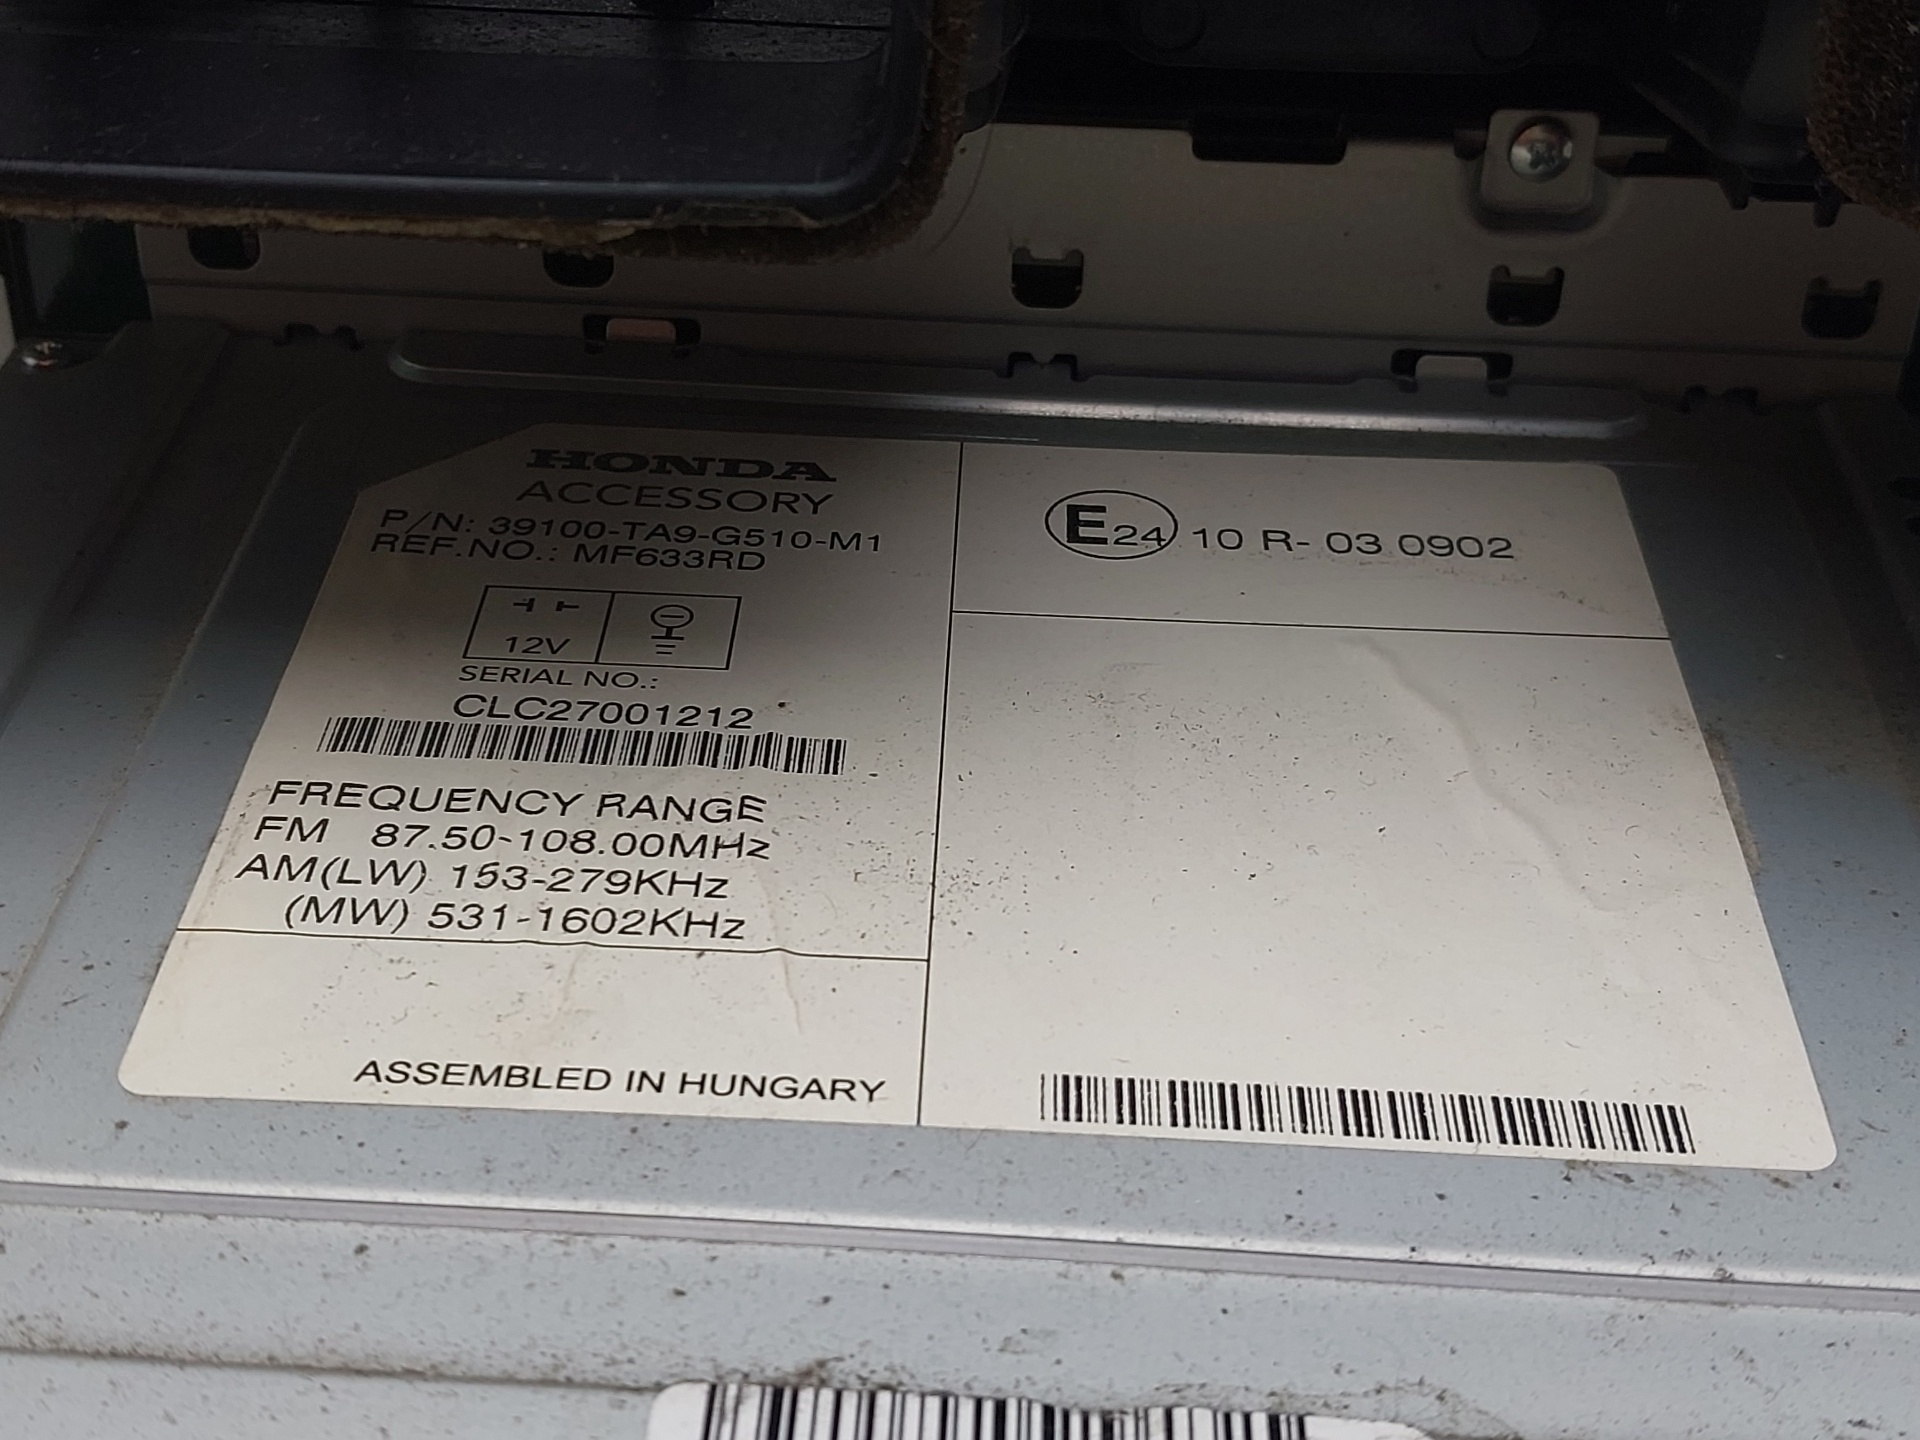 HONDA
ACCESSORY
P/N: 39100-TA9-G510-M1
REF.NO.: MF633RD
12V
SERIAL NO.:
CLC27001212
FREQUENCY RANGE
FM 87.50-108.00MHz
AM(LW) 153-279KHz
(MW) 531-1602KHz
ASSEMBLED IN HUNGARY
E24 10 R- 03 0902